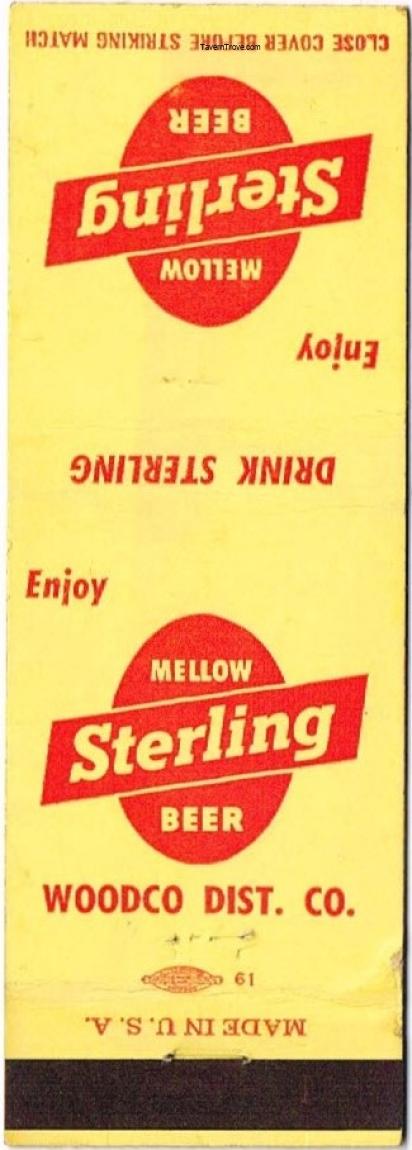 CLOSE COVER BEFORE STRIKING MATCH
TavernTrove.com
BEER
Sterling
MELLOW
Enjoy
DRINK STERLING
Enjoy
MELLOW
Sterling
BEER
WOODCO DIST. CO.
19
MADE IN U.S.A.